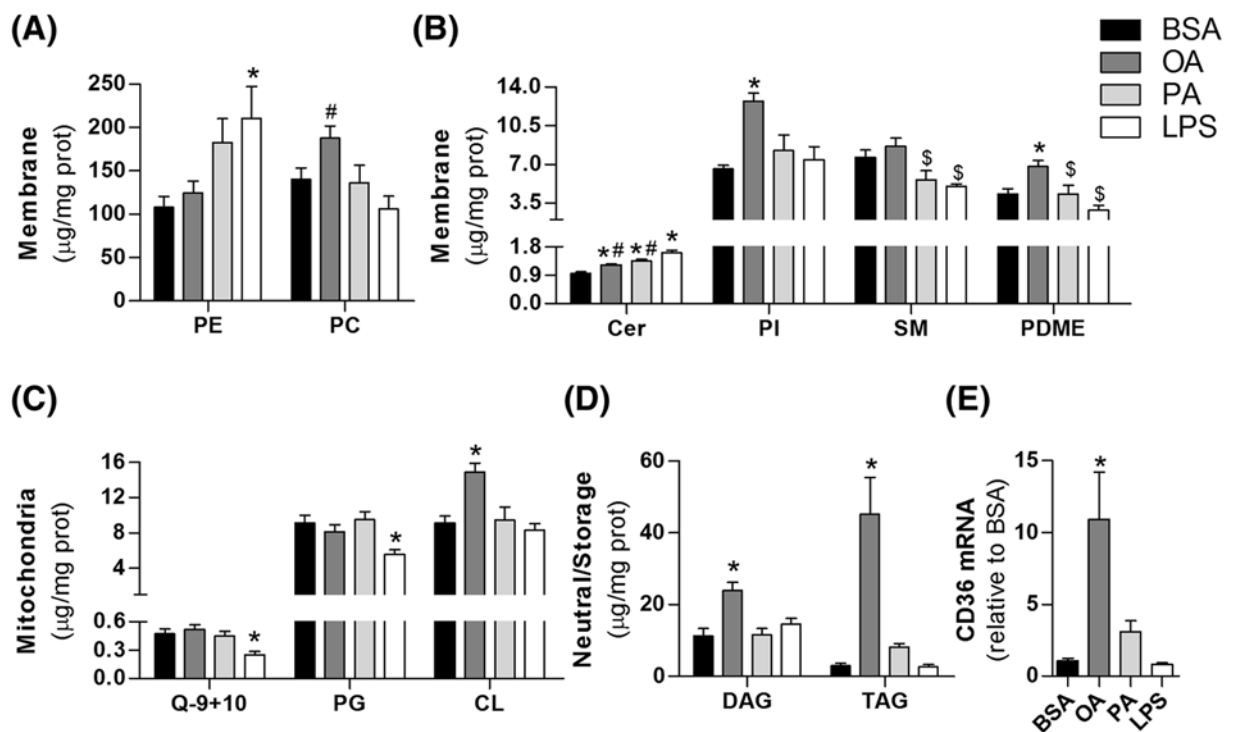 (A)
Membrane
(μg/mg prot)
250
200
150
100
50
0
*
#
PE PC
(B)
Membrane
(μg/mg prot)
14.0
10.5
7.0
3.5
1.8
0.9
0.0
*# *# *
*
$ $
* $ $
Cer PI SM PDME
BSA
OA
PA
LPS
(C)
Mitochondria
(μg/mg prot)
16
12
8
4
0.6
0.3
0.0
*
*
*
Q-9+10 PG CL
(D)
Neutral/Storage
(μg/mg prot)
60
40
20
0
*
*
DAG TAG
(E)
CD36 mRNA
(relative to BSA)
15
10
5
0
*
BSA OA PA LPS